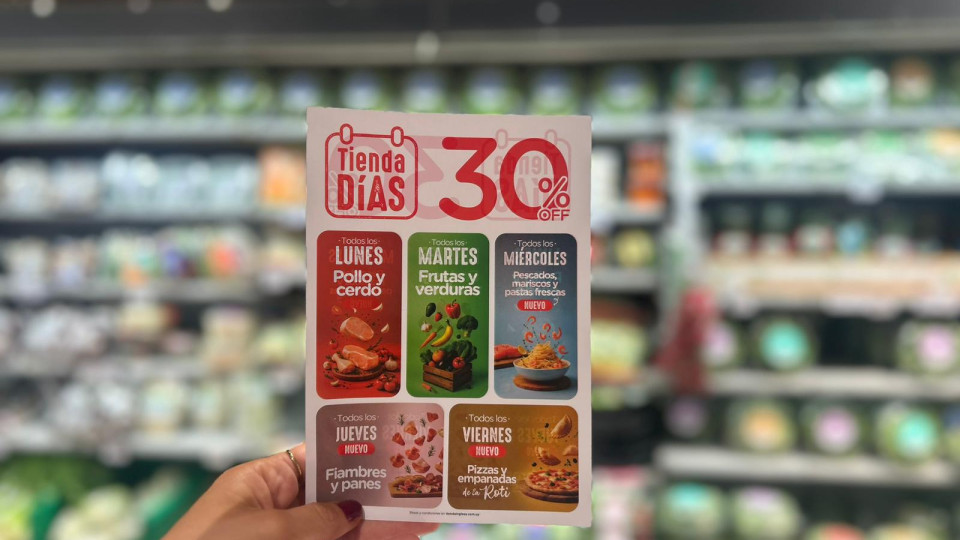 Tienda
DÍAS
30
%
OFF
·Todos los·
LUNES
Pollo y
cerdo
·Todos los·
MARTES
Frutas y
verduras
·Todos los·
MIÉRCOLES
Pescados,
mariscos y
pastas frescas
NUEVO
·Todos los·
JUEVES
NUEVO
Fiambres
y panes
·Todos los·
VIERNES
NUEVO
Pizzas y
empanadas
de la Roti